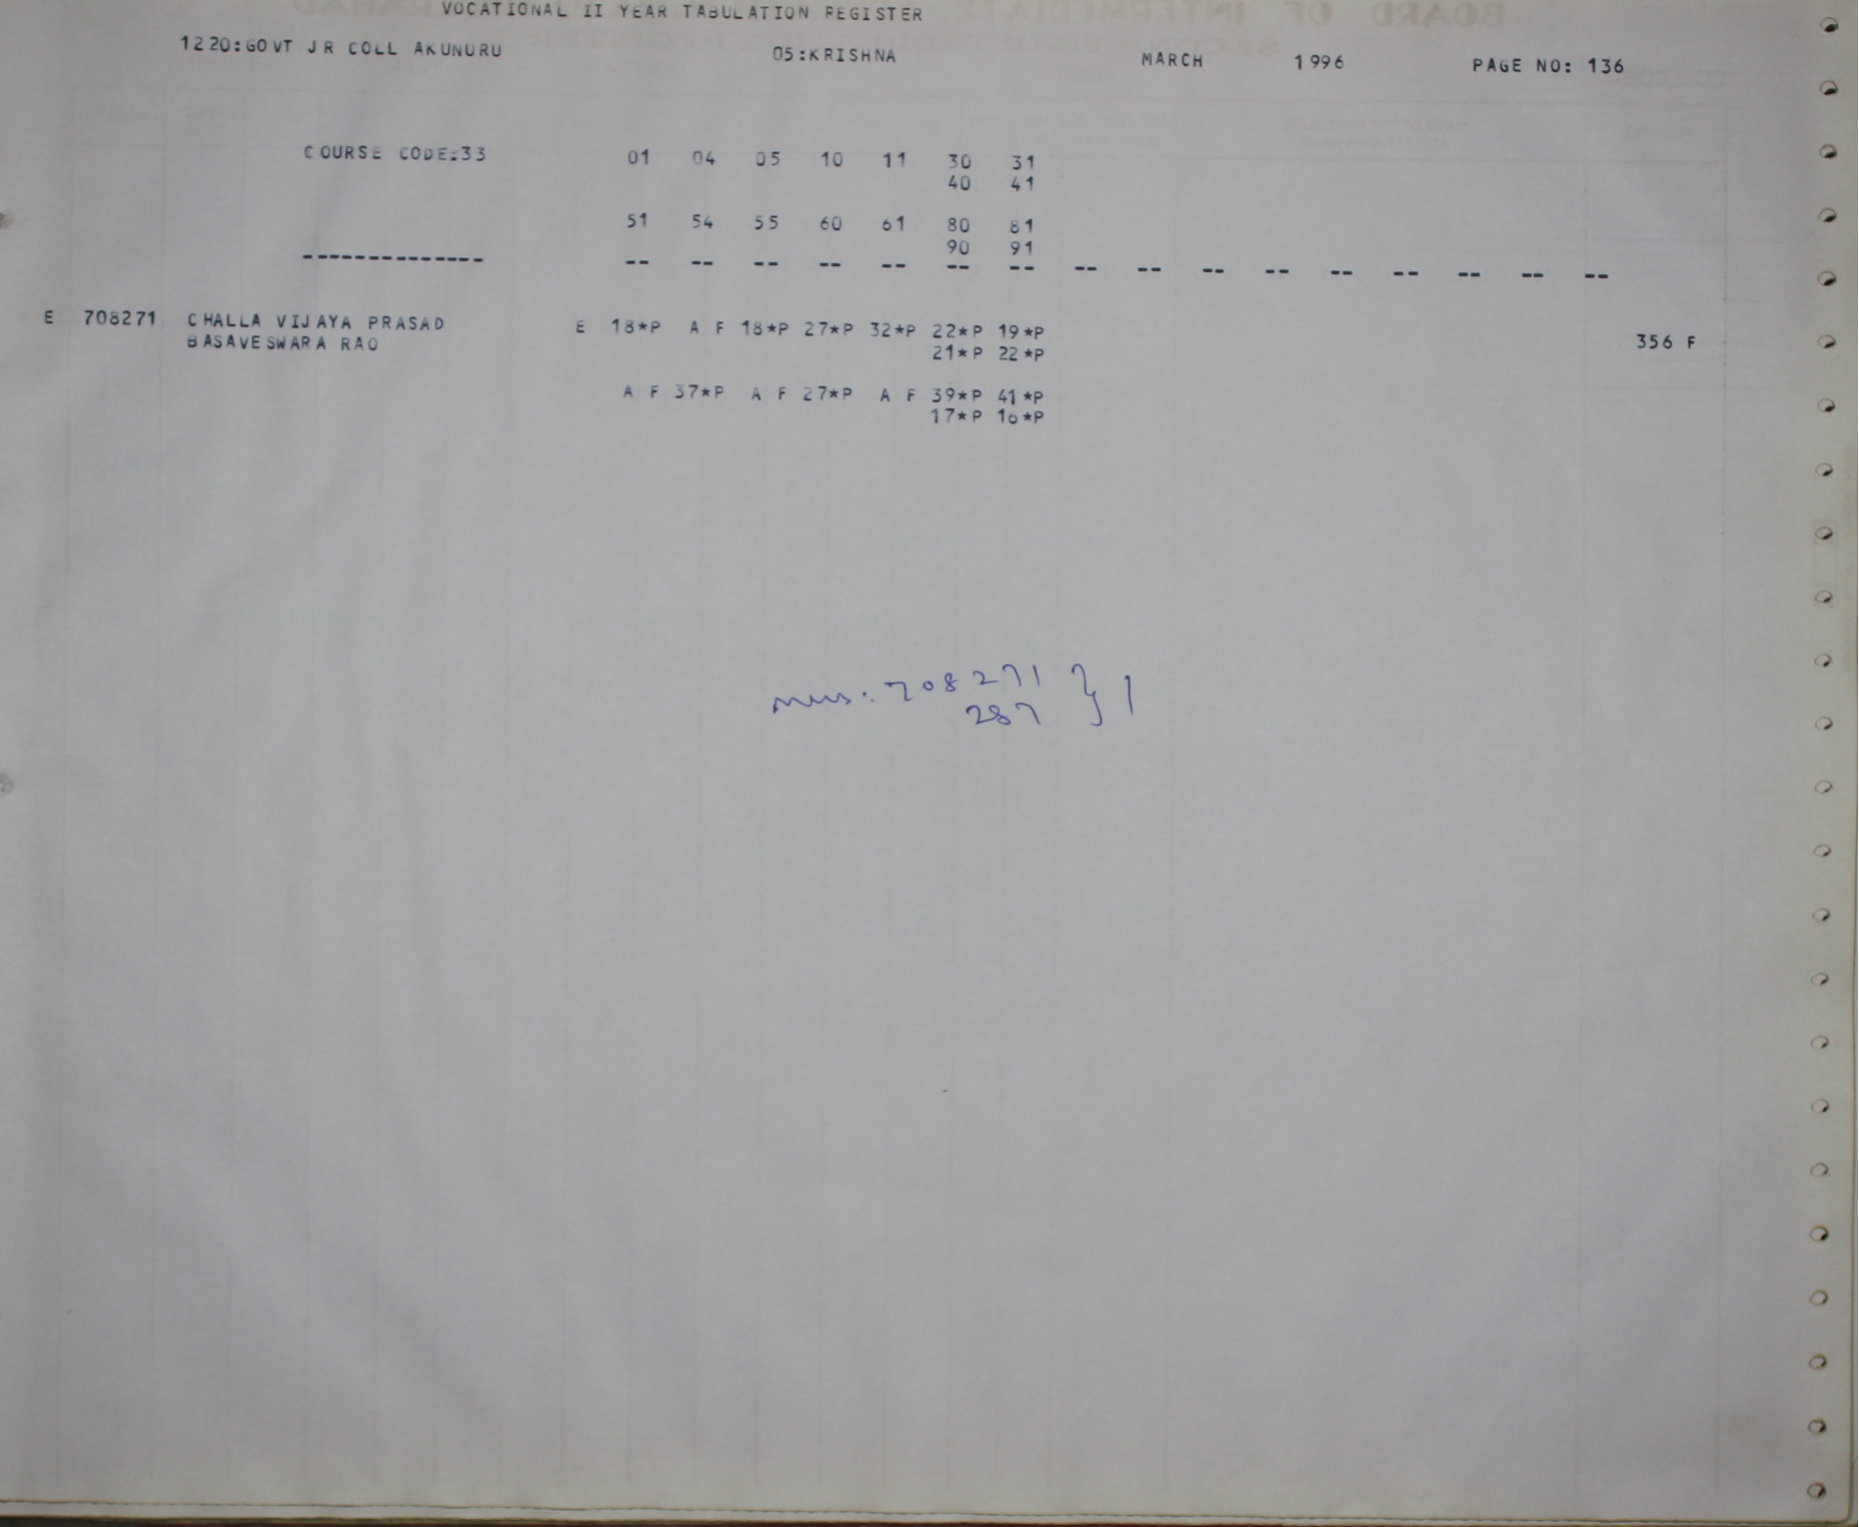 VOCATIONAL II YEAR TABULATION REGISTER
1220:GOVT JR COLL AKUNURU 05:KRISHNA MARCH 1996 PAGE NO: 136
COURSE CODE:33 01 04 05 10 11 30 31
40 41
51 54 55 60 61 80 81
90 91
-------------- -- -- -- -- -- -- -- -- -- -- -- -- -- -- -- --
E 708271 CHALLA VIJAYA PRASAD E 18*P A F 18*P 27*P 32*P 22*P 19*P
BASAVESWARA RAO 21*P 22*P 356 F
A F 37*P A F 27*P A F 39*P 41*P
17*P 16*P
708271 } 1
287